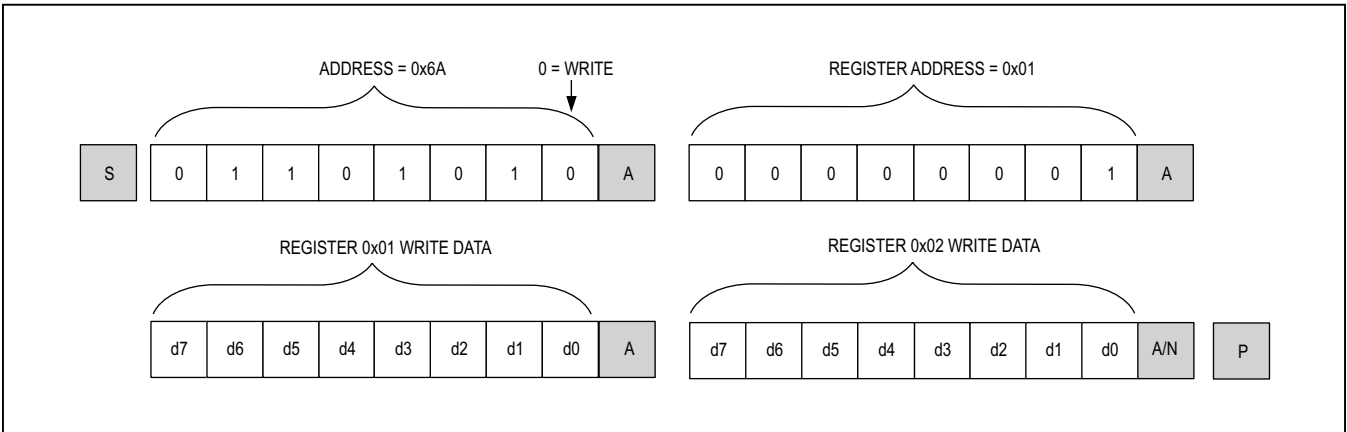 ADDRESS = 0x6A 0 = WRITE REGISTER ADDRESS = 0x01
S 0 1 1 0 1 0 1 0 A 0 0 0 0 0 0 0 1 A
REGISTER 0x01 WRITE DATA REGISTER 0x02 WRITE DATA
d7 d6 d5 d4 d3 d2 d1 d0 A d7 d6 d5 d4 d3 d2 d1 d0 A/N P